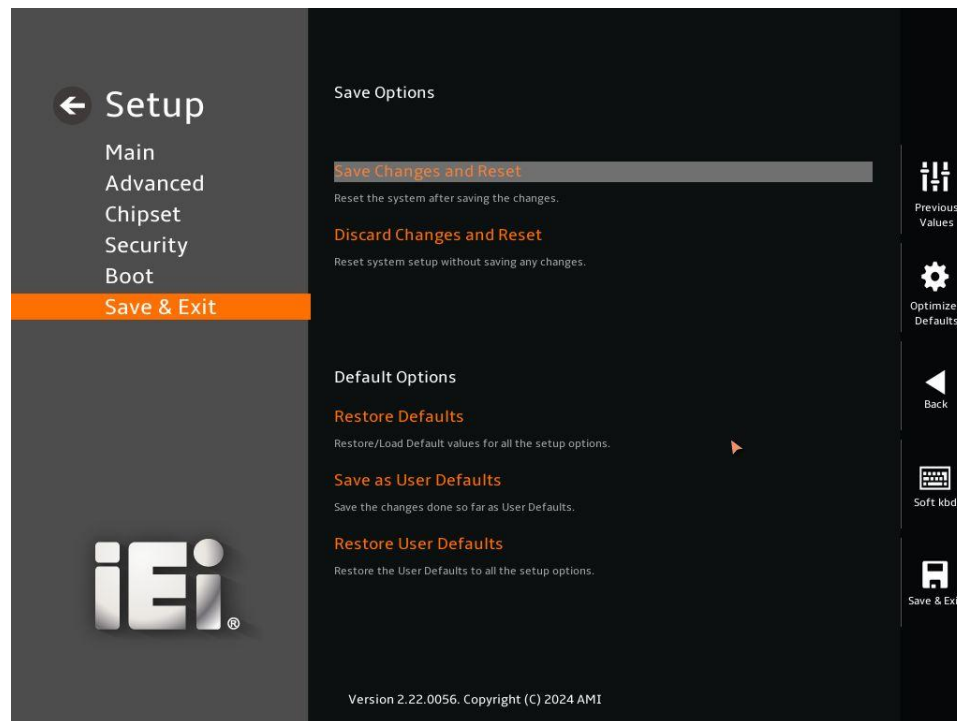 Setup
Main
Advanced
Chipset
Security
Boot
Save & Exit
iEi®
Save Options
Save Changes and Reset
Reset the system after saving the changes.
Discard Changes and Reset
Reset system setup without saving any changes.
Default Options
Restore Defaults
Restore/Load Default values for all the setup options.
Save as User Defaults
Save the changes done so far as User Defaults.
Restore User Defaults
Restore the User Defaults to all the setup options.
Version 2.22.0056. Copyright (C) 2024 AMI
Previous
Values
Optimize
Defaults
Back
Soft kbd
Save & Exi